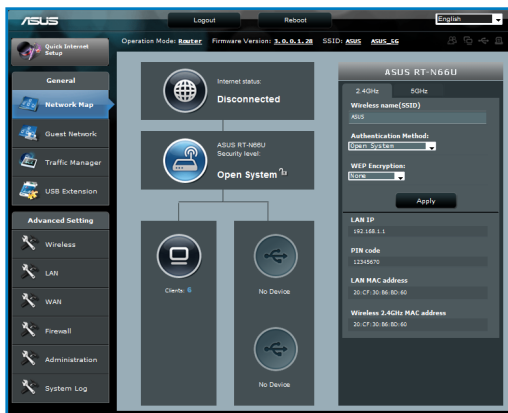 ASUS
Logout
Reboot
English
Quick Internet Setup
Operation Mode: Router Firmware Version: 3.0.0.1.28 SSID: ASUS ASUS_5G
General
Network Map
Guest Network
Traffic Manager
USB Extension
Advanced Setting
Wireless
LAN
WAN
Firewall
Administration
System Log
Internet status:
Disconnected
ASUS RT-N66U
Security level:
Open System
Clients: 6
No Device
No Device
ASUS RT-N66U
2.4GHz 5GHz
Wireless name(SSID)
ASUS
Authentication Method:
Open System
WEP Encryption:
None
Apply
LAN IP
192.168.1.1
PIN code
12345670
LAN MAC address
20:CF:30:B6:BD:60
Wireless 2.4GHz MAC address
20:CF:30:B6:BD:60